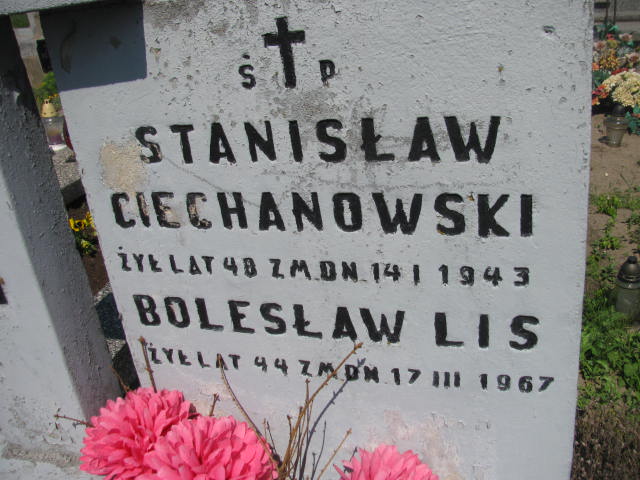 Ś P
STANISŁAW
CIECHANOWSKI
ŻYŁ LAT 48 ZM DN 14 I 1943
BOLESŁAW LIS
ŻYŁ LAT 44 ZM DN 17 III 1967